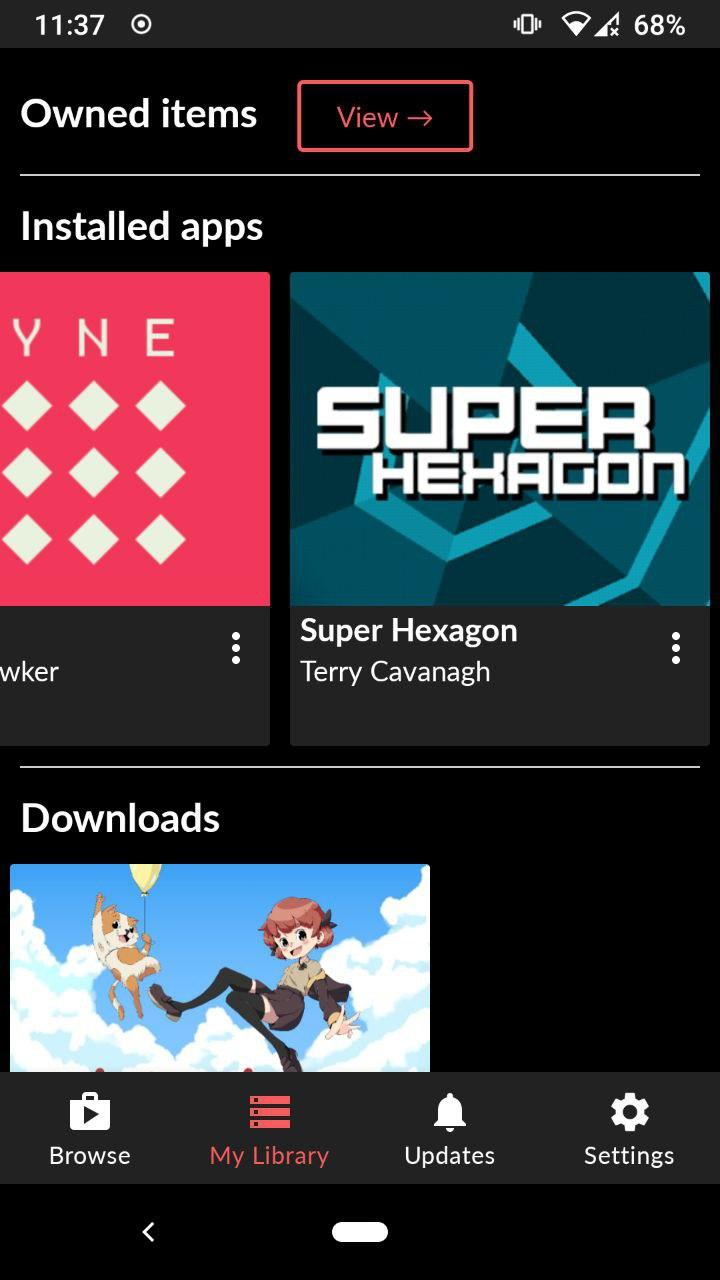 11:37
68%
Owned items
View →
Installed apps
Y N E
SUPER
HEXAGON
wker
Super Hexagon
Terry Cavanagh
Downloads
Browse
My Library
Updates
Settings